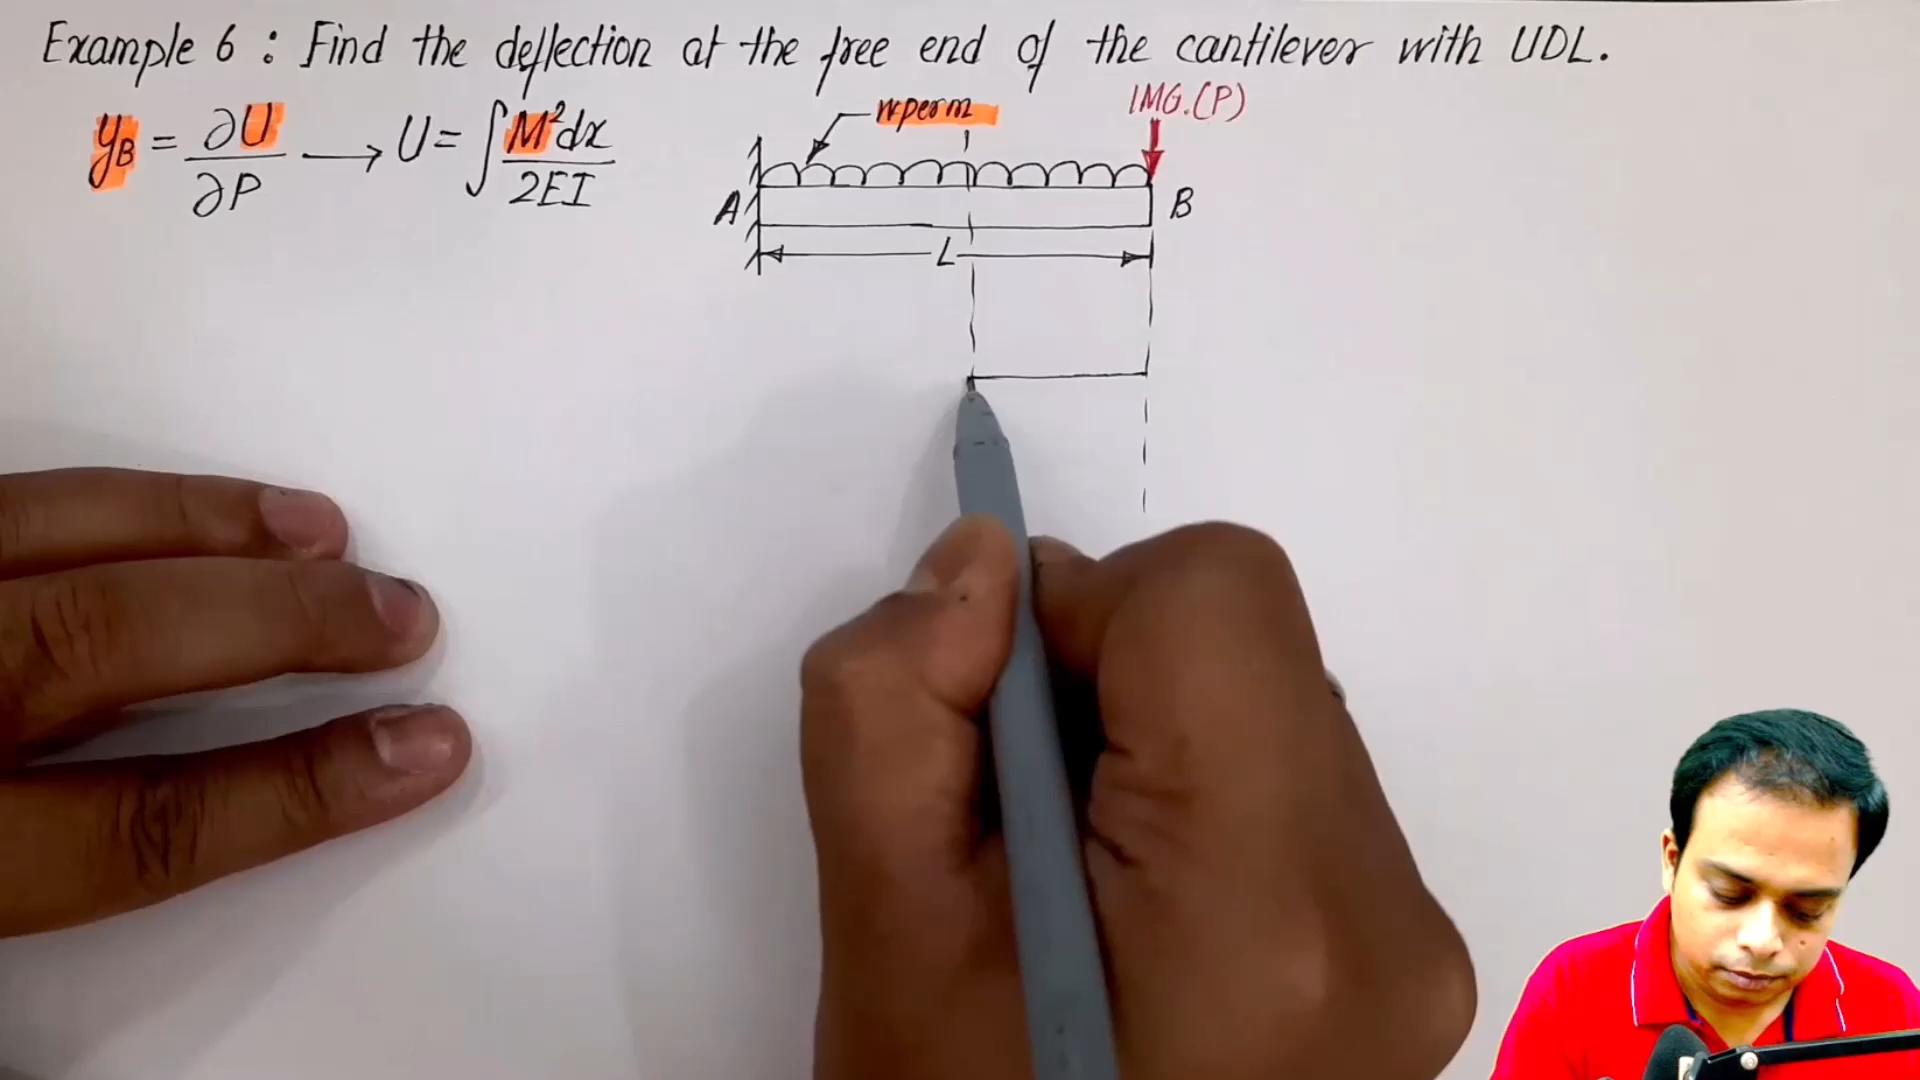 Example 6 : Find the deflection at the free end of the cantilever with UDL.
y_B = ∂U/∂P → U = ∫ M²dx/2EI
w per m
IMG.(P)
A
B
L